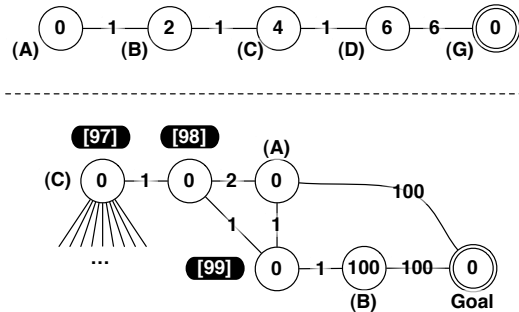 0 1 2 1 4 1 6 6 0
(A) (B) (C) (D) (G)
[97] [98] (A)
(C) 0 1 0 2 0 100
1 1
...
[99] 0 1 100 100 0
(B) Goal